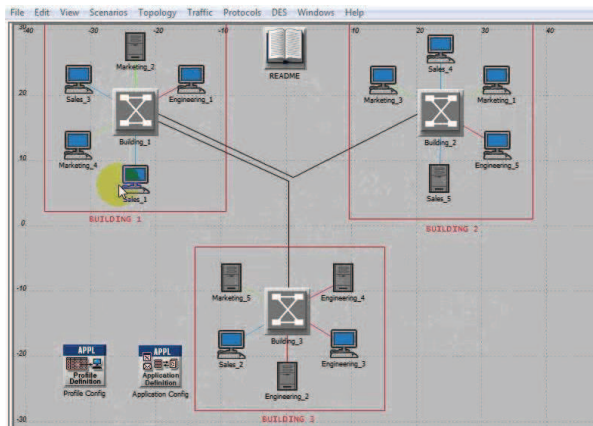 File Edit View Scenarios Topology Traffic Protocols DES Windows Help
-40 -30 -20 -10 10 20 30 40
30
Marketing_2
README
Sales_4
Sales_3
Engineering_1
Marketing_3
Marketing_1
20
Building_1
Building_2
10
Marketing_4
Engineering_5
Sales_1
Sales_5
BUILDING 1
BUILDING 2
0
-10
Marketing_5
Engineering_4
Building_3
-20
APPL
Profile
Definition
Profile Config
APPL
Application
Definition
Application Config
Sales_2
Engineering_3
Engineering_2
BUILDING 3
-30